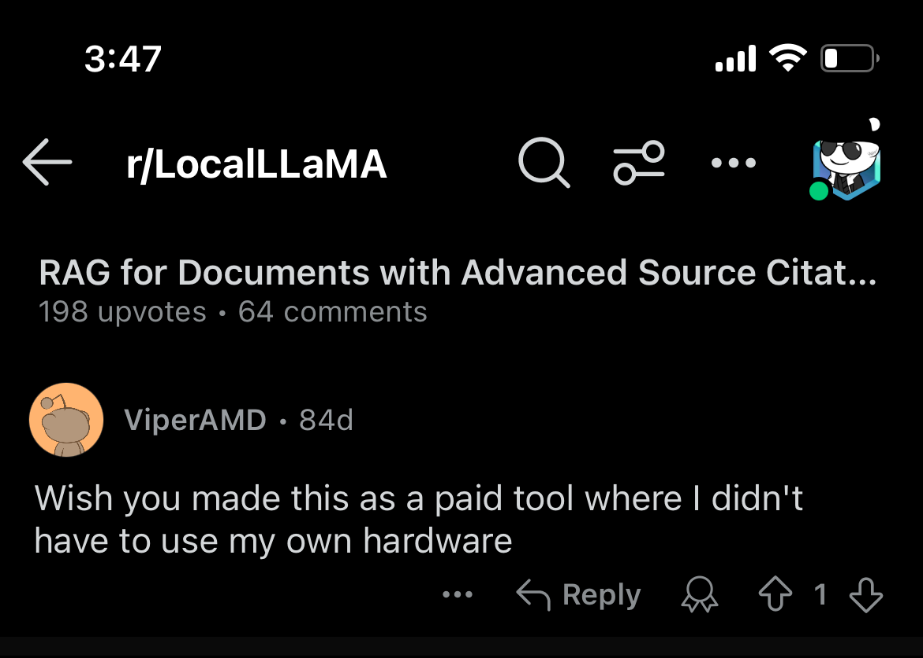 3:47
r/LocalLLaMA
RAG for Documents with Advanced Source Citat...
198 upvotes • 64 comments
ViperAMD • 84d
Wish you made this as a paid tool where I didn't
have to use my own hardware
Reply 1